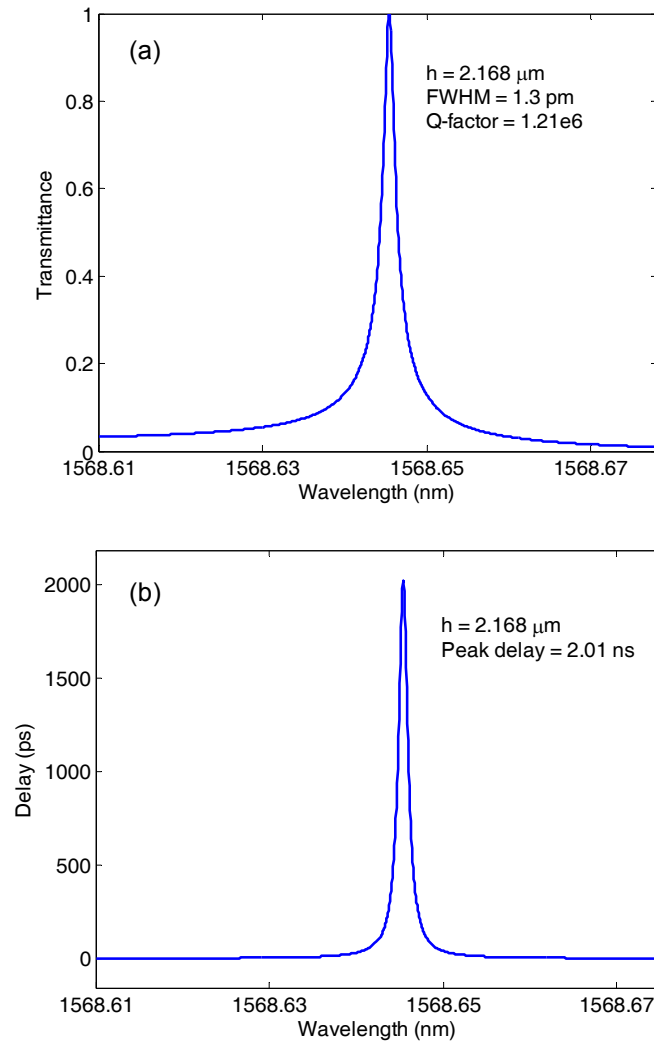 (a)
h = 2.168 μm
FWHM = 1.3 pm
Q-factor = 1.21e6
Transmittance
1
0.8
0.6
0.4
0.2
0
1568.61 1568.63 1568.65 1568.67
Wavelength (nm)
(b)
h = 2.168 μm
Peak delay = 2.01 ns
Delay (ps)
2000
1500
1000
500
0
1568.61 1568.63 1568.65 1568.67
Wavelength (nm)